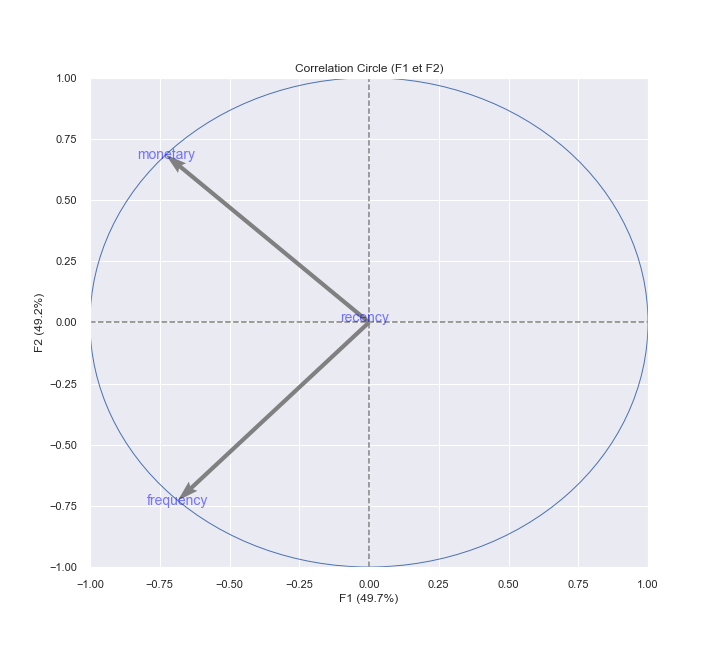 Correlation Circle (F1 et F2)
1.00
monetary
0.75
0.50
0.25
recency
0.00
−0.25
−0.50
frequency
−0.75
−1.00
F2 (49.2%)
−1.00 −0.75 −0.50 −0.25 0.00 0.25 0.50 0.75 1.00
F1 (49.7%)